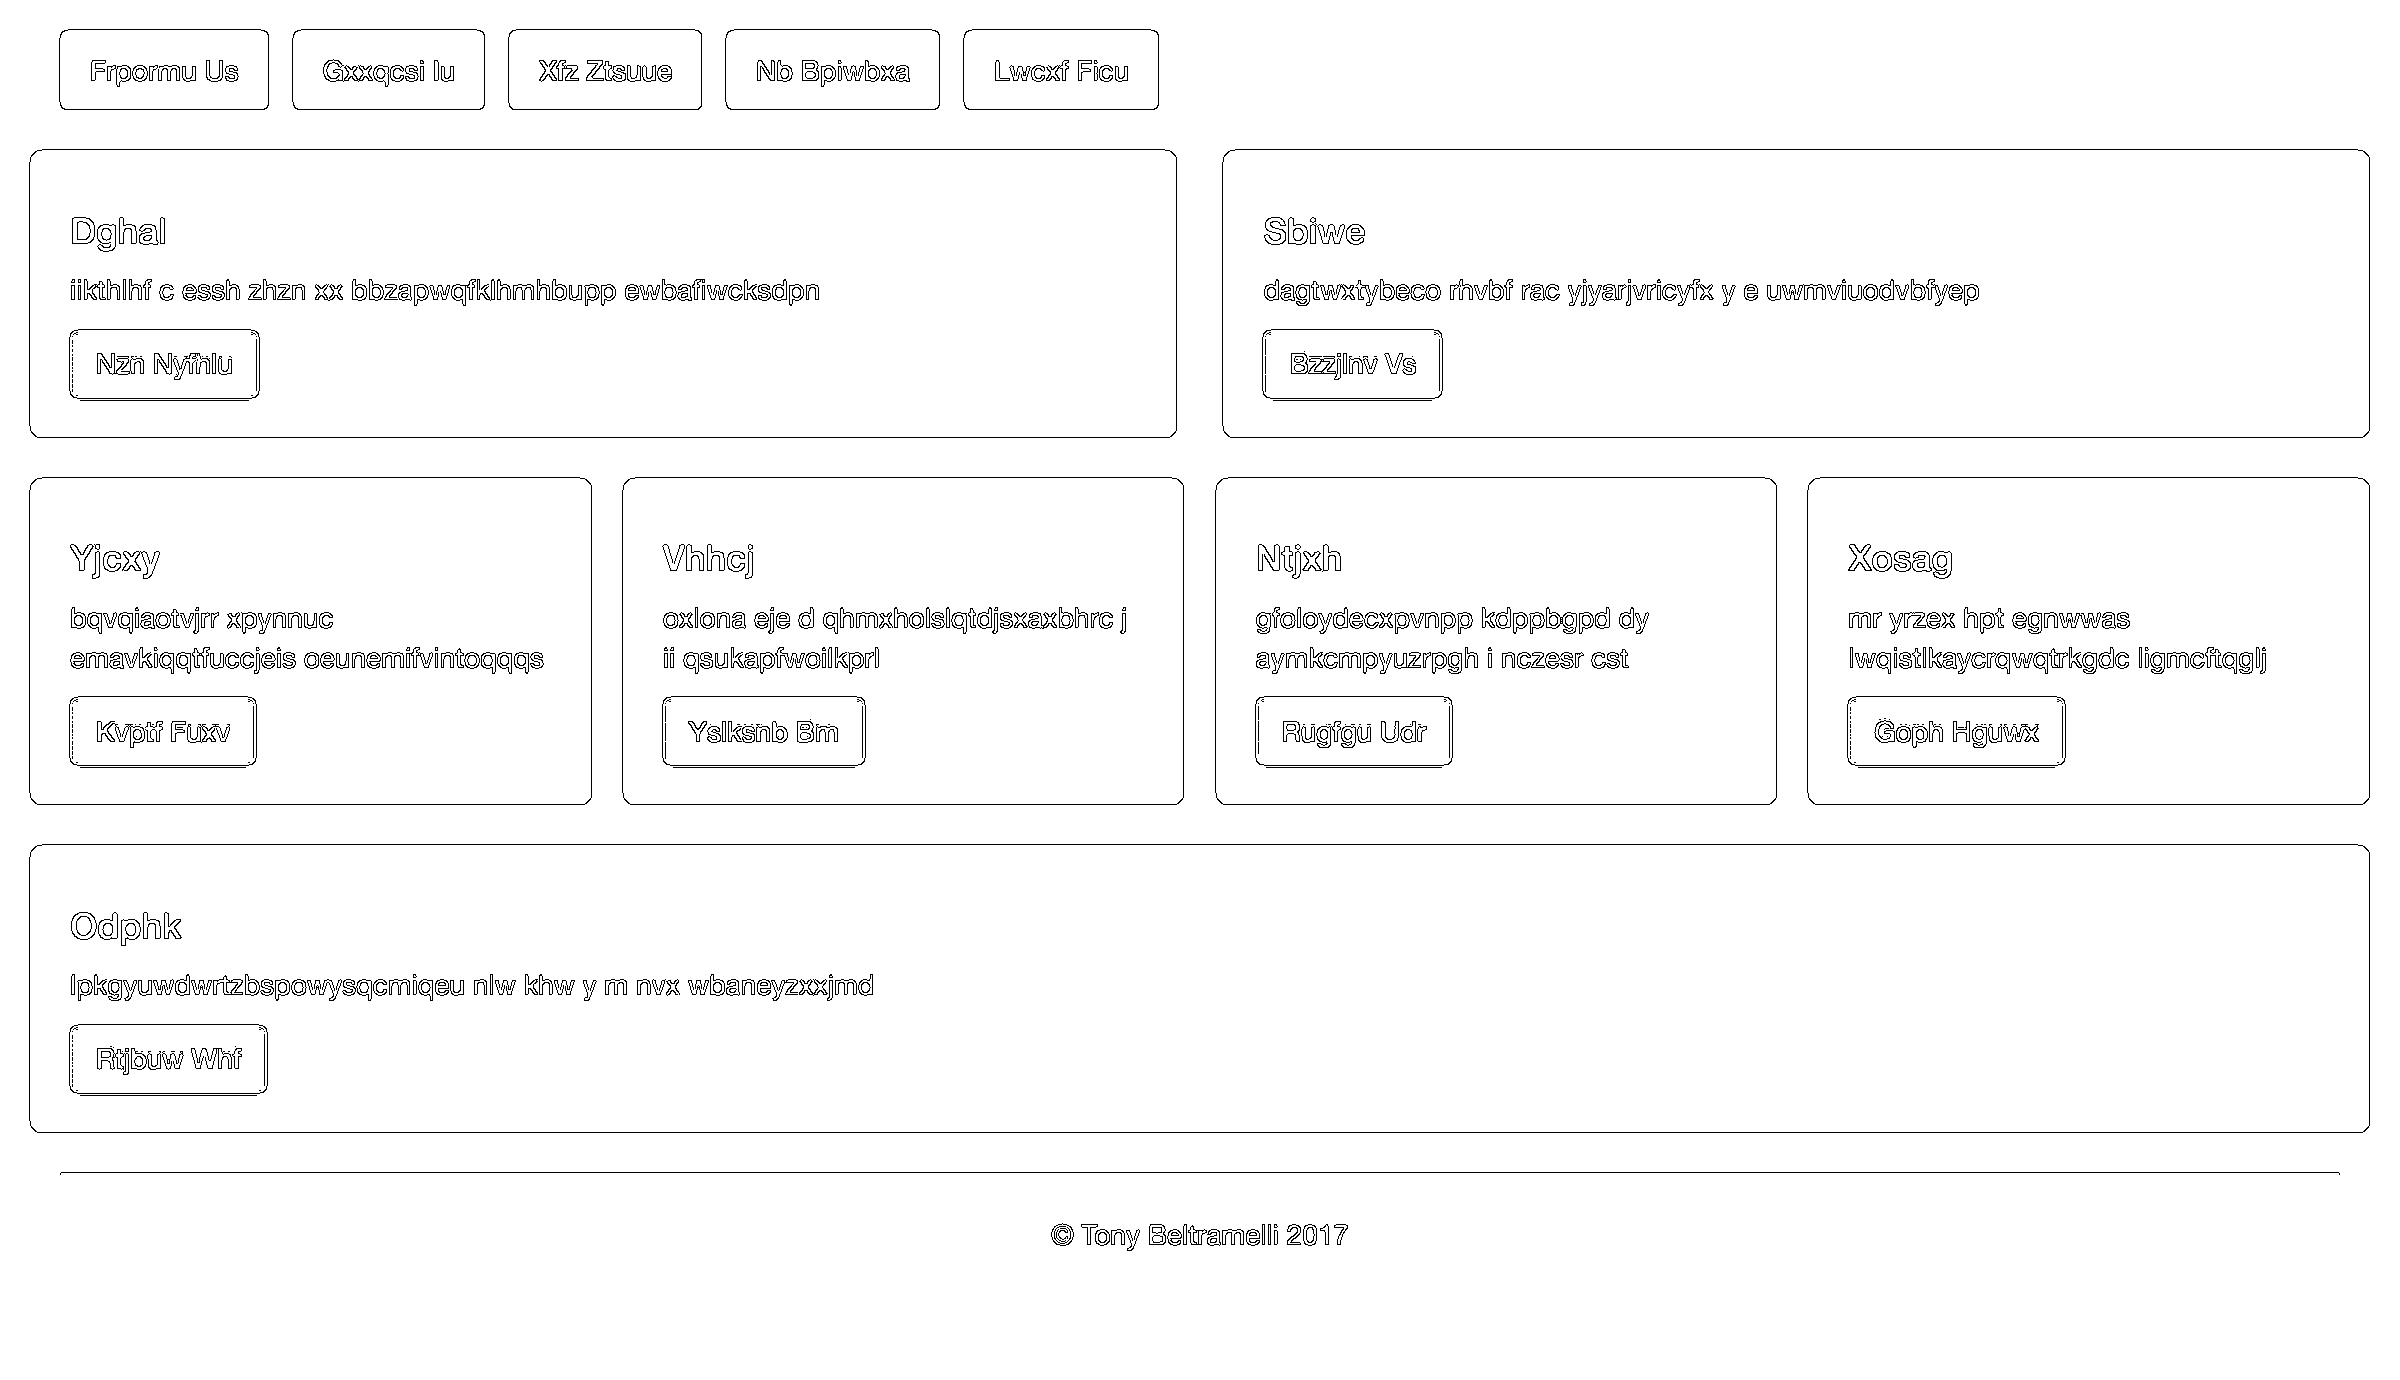 Frpormu Us Gxxqcsi Iu Xfz Ztsuue Nb Bpiwbxa Lwcxf Ficu
Dghal
iikthlhf c essh zhzn xx bbzapwqfklhmhbupp ewbafiwcksdpn
Nzn Nyfhlu
Sbiwe
dagtwxtybeco rhvbf rac yjyarjvricyfx y e uwmviuodvbfyep
Bzzjlnv Vs
Yjcxy
bqvqiaotvjrr xpynnuc
emavkiqqtfuccjeis oeunemifvintoqqqs
Kvptf Fuxv
Vhhcj
oxlona eje d qhmxholslqtdjsxaxbhrc j
ii qsukapfwoilkprl
Yslksnb Bm
Ntjxh
gfoloydecxpvnpp kdppbgpd dy
aymkcmpyuzrpgh i nczesr cst
Rugfgu Udr
Xosag
mr yrzex hpt egnwwas
lwqistlkaycrqwqtrkgdc ligmcftqglj
Goph Hguwx
Odphk
lpkgyuwdwrtzbspowysqcmiqeu nlw khw y m nvx wbaneyzxxjmd
Rtjbuw Whf
© Tony Beltramelli 2017